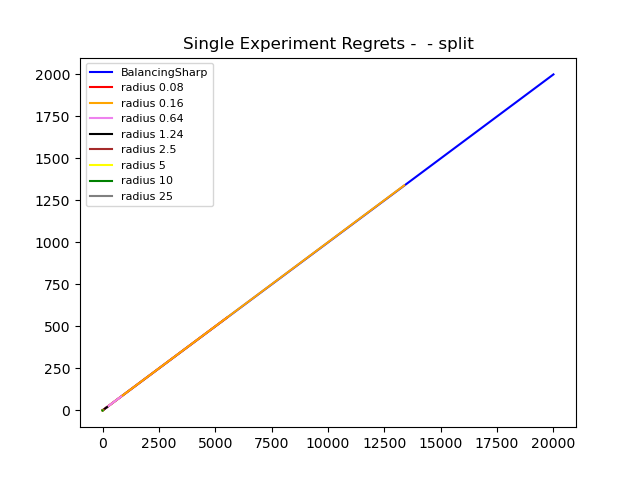 Single Experiment Regrets -  - split
2000
1750
1500
1250
1000
750
500
250
0
BalancingSharp
radius 0.08
radius 0.16
radius 0.64
radius 1.24
radius 2.5
radius 5
radius 10
radius 25
0 2500 5000 7500 10000 12500 15000 17500 20000